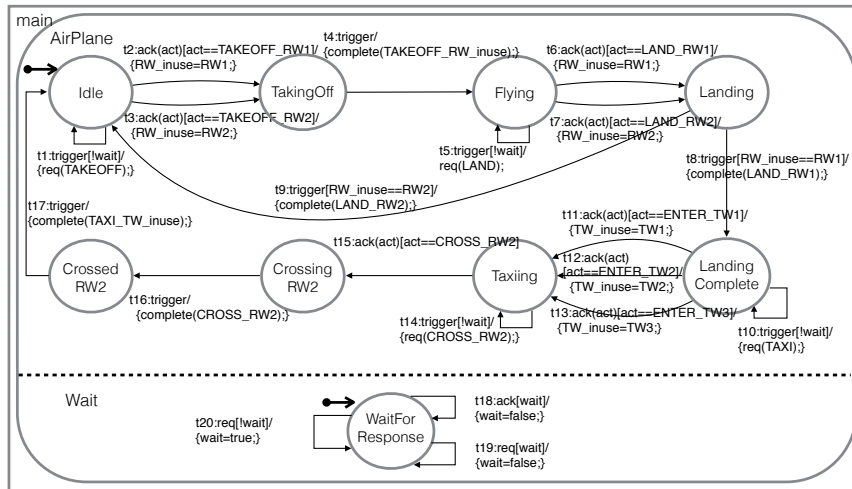 main
AirPlane
t2:ack(act)[act==TAKEOFF_RW1]/
{RW_inuse=RW1;}
t4:trigger/
{complete(TAKEOFF_RW_inuse);}
t6:ack(act)[act==LAND_RW1]/
{RW_inuse=RW1;}
Idle
TakingOff
Flying
Landing
t3:ack(act)[act==TAKEOFF_RW2]/
{RW_inuse=RW2;}
t7:ack(act)[act==LAND_RW2]/
{RW_inuse=RW2;}
t1:trigger[!wait]/
{req(TAKEOFF);}
t5:trigger[!wait]/
req(LAND);
t8:trigger[RW_inuse==RW1]/
{complete(LAND_RW1);}
t9:trigger[RW_inuse==RW2]/
{complete(LAND_RW2);}
t17:trigger/
{complete(TAXI_TW_inuse);}
t11:ack(act)[act==ENTER_TW1]/
{TW_inuse=TW1;}
t15:ack(act)[act==CROSS_RW2]
t12:ack(act)
[act==ENTER_TW2]/
{TW_inuse=TW2;}
Crossed
RW2
Crossing
RW2
Taxiing
Landing
Complete
t16:trigger/
{complete(CROSS_RW2);}
t14:trigger[!wait]/
{req(CROSS_RW2);}
t13:ack(act)[act==ENTER_TW3]/
{TW_inuse=TW3;}
t10:trigger[!wait]/
{req(TAXI);}
Wait
t20:req[!wait]/
{wait=true;}
WaitFor
Response
t18:ack[wait]/
{wait=false;}
t19:req[wait]/
{wait=false;}